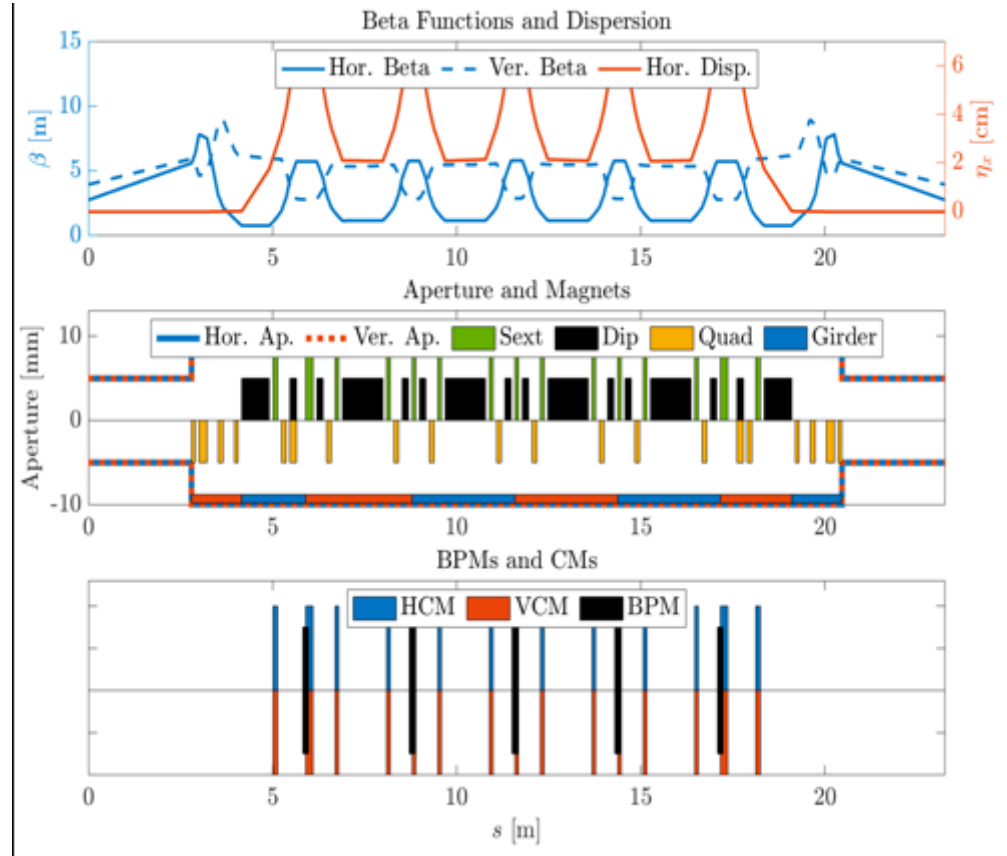 Beta Functions and Dispersion
15
10
5
0
β [m]
Hor. Beta Ver. Beta Hor. Disp.
6
4
2
0
ηx [cm]
0 5 10 15 20
Aperture and Magnets
10
0
-10
Aperture [mm]
Hor. Ap. Ver. Ap. Sext Dip Quad Girder
0 5 10 15 20
BPMs and CMs
HCM VCM BPM
0 5 10 15 20
s [m]